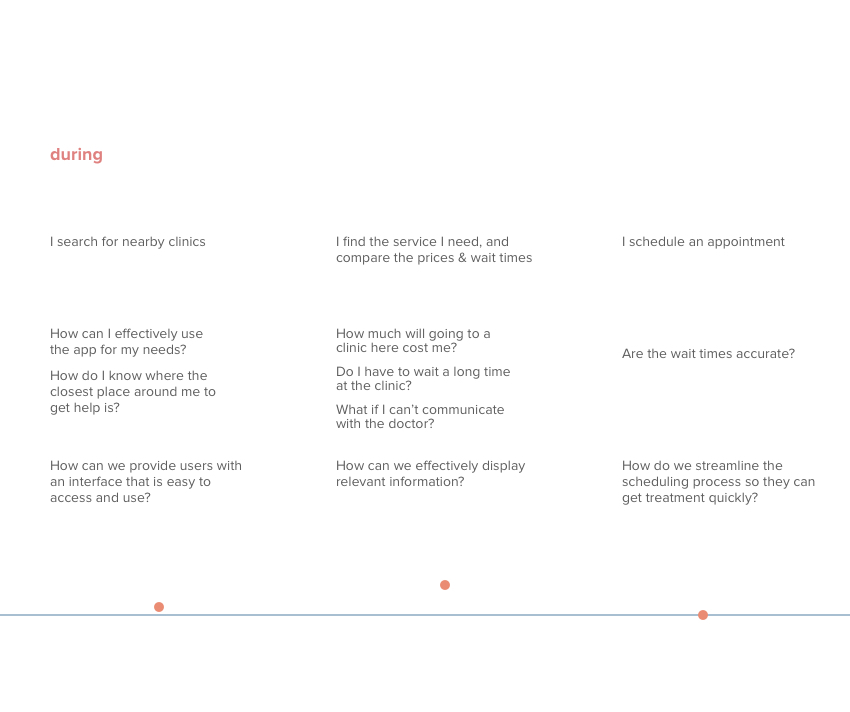 during
I search for nearby clinics
I find the service I need, and
compare the prices & wait times
I schedule an appointment
How can I effectively use
the app for my needs?
How do I know where the
closest place around me to
get help is?
How much will going to a
clinic here cost me?
Do I have to wait a long time
at the clinic?
What if I can’t communicate
with the doctor?
Are the wait times accurate?
How can we provide users with
an interface that is easy to
access and use?
How can we effectively display
relevant information?
How do we streamline the
scheduling process so they can
get treatment quickly?